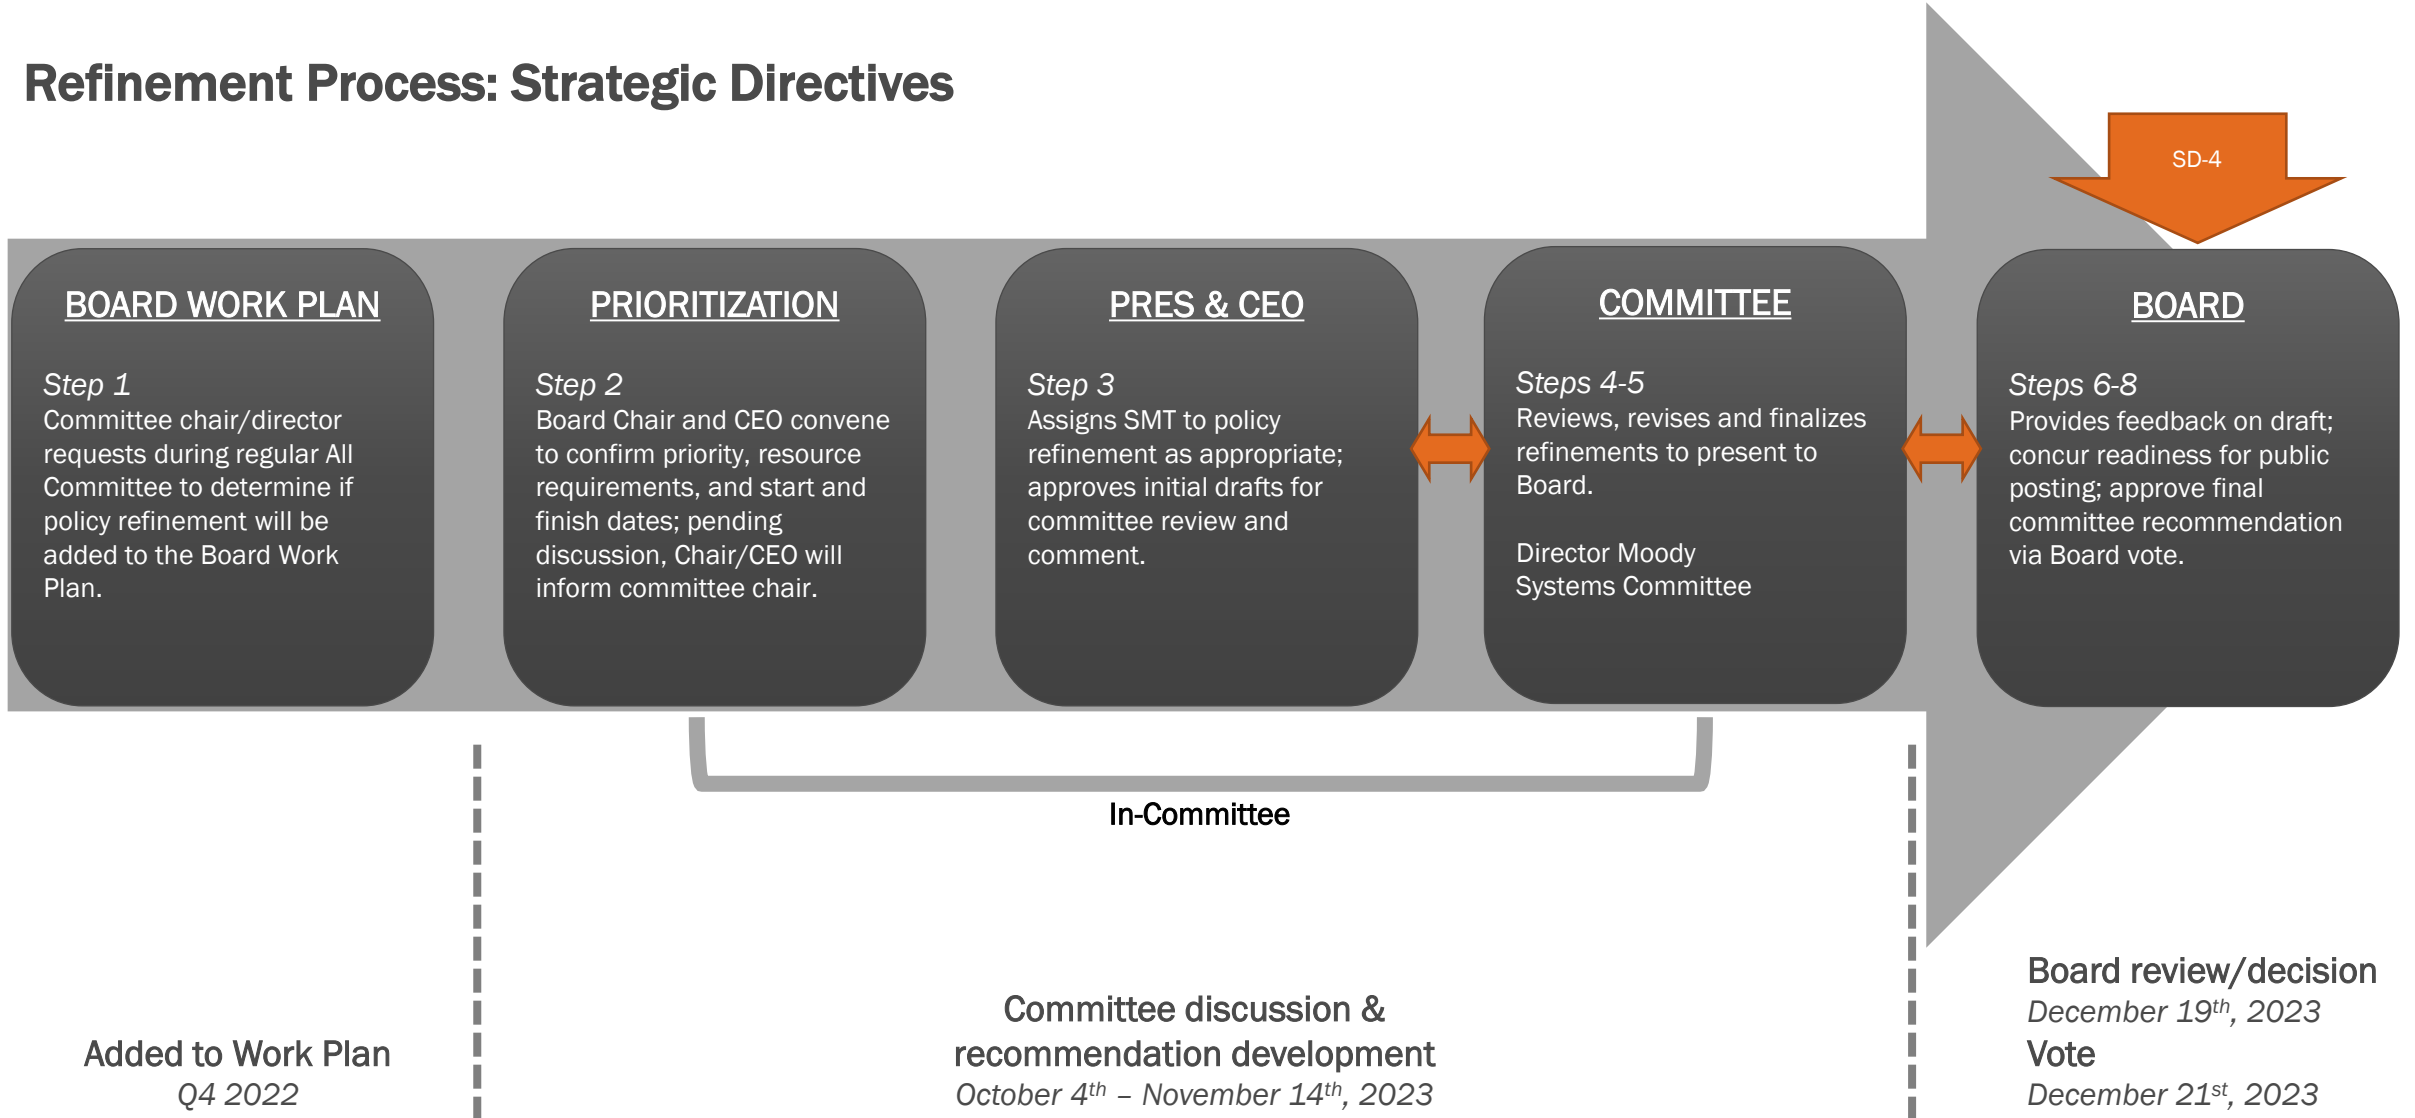 Refinement Process: Strategic Directives
SD-4
BOARD WORK PLAN
Step 1
Committee chair/director
requests during regular All
Committee to determine if
policy refinement will be
added to the Board Work
Plan.
PRIORITIZATION
Step 2
Board Chair and CEO convene
to confirm priority, resource
requirements, and start and
finish dates; pending
discussion, Chair/CEO will
inform committee chair.
PRES & CEO
Step 3
Assigns SMT to policy
refinement as appropriate;
approves initial drafts for
committee review and
comment.
COMMITTEE
Steps 4-5
Reviews, revises and finalizes
refinements to present to
Board.
Director Moody
Systems Committee
BOARD
Steps 6-8
Provides feedback on draft;
concur readiness for public
posting; approve final
committee recommendation
via Board vote.
In-Committee
Added to Work Plan
Q4 2022
Committee discussion &
recommendation development
October 4th – November 14th, 2023
Board review/decision
December 19th, 2023
Vote
December 21st, 2023